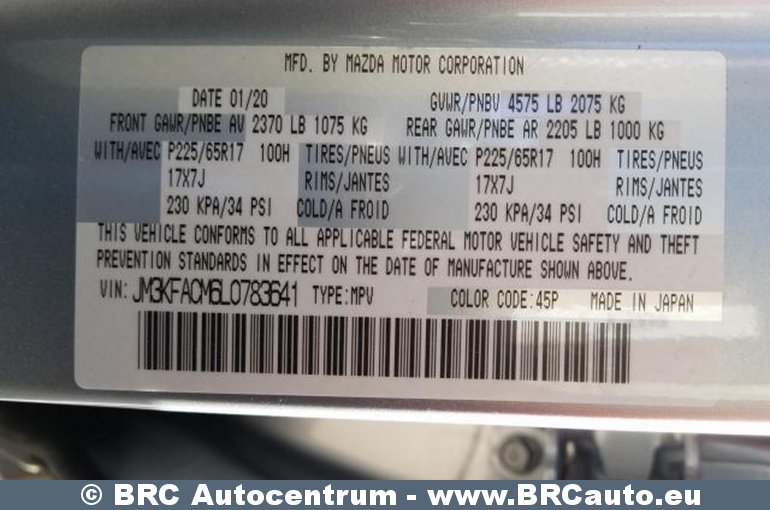 MFD. BY MAZDA MOTOR CORPORATION
DATE 01/20 GVWR/PNBV 4575 LB 2075 KG
FRONT GAWR/PNBE AV 2370 LB 1075 KG REAR GAWR/PNBE AR 2205 LB 1000 KG
WITH/AVEC P225/65R17 100H TIRES/PNEUS WITH/AVEC P225/65R17 100H TIRES/PNEUS
17X7J RIMS/JANTES 17X7J RIMS/JANTES
230 KPA/34 PSI COLD/A FROID 230 KPA/34 PSI COLD/A FROID
THIS VEHICLE CONFORMS TO ALL APPLICABLE FEDERAL MOTOR VEHICLE SAFETY AND THEFT
PREVENTION STANDARDS IN EFFECT ON THE DATE OF MANUFACTURE SHOWN ABOVE.
VIN: JM3KFACM6L0783641 TYPE:MPV COLOR CODE:45P MADE IN JAPAN
© BRC Autocentrum - www.BRCauto.eu